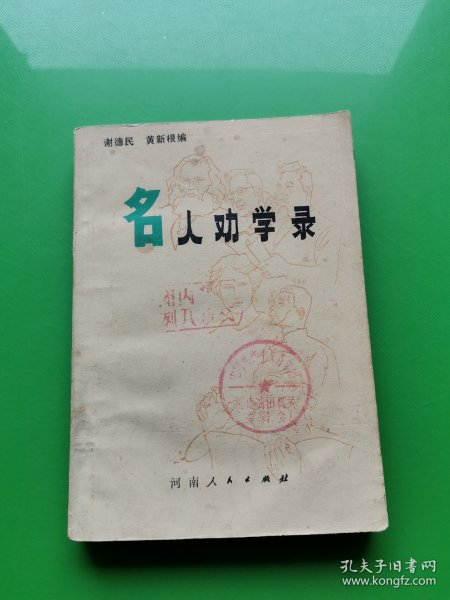 谢德民 黄新根编
名人劝学录
河南人民出版社
孔夫子旧书网
www.kongfz.com